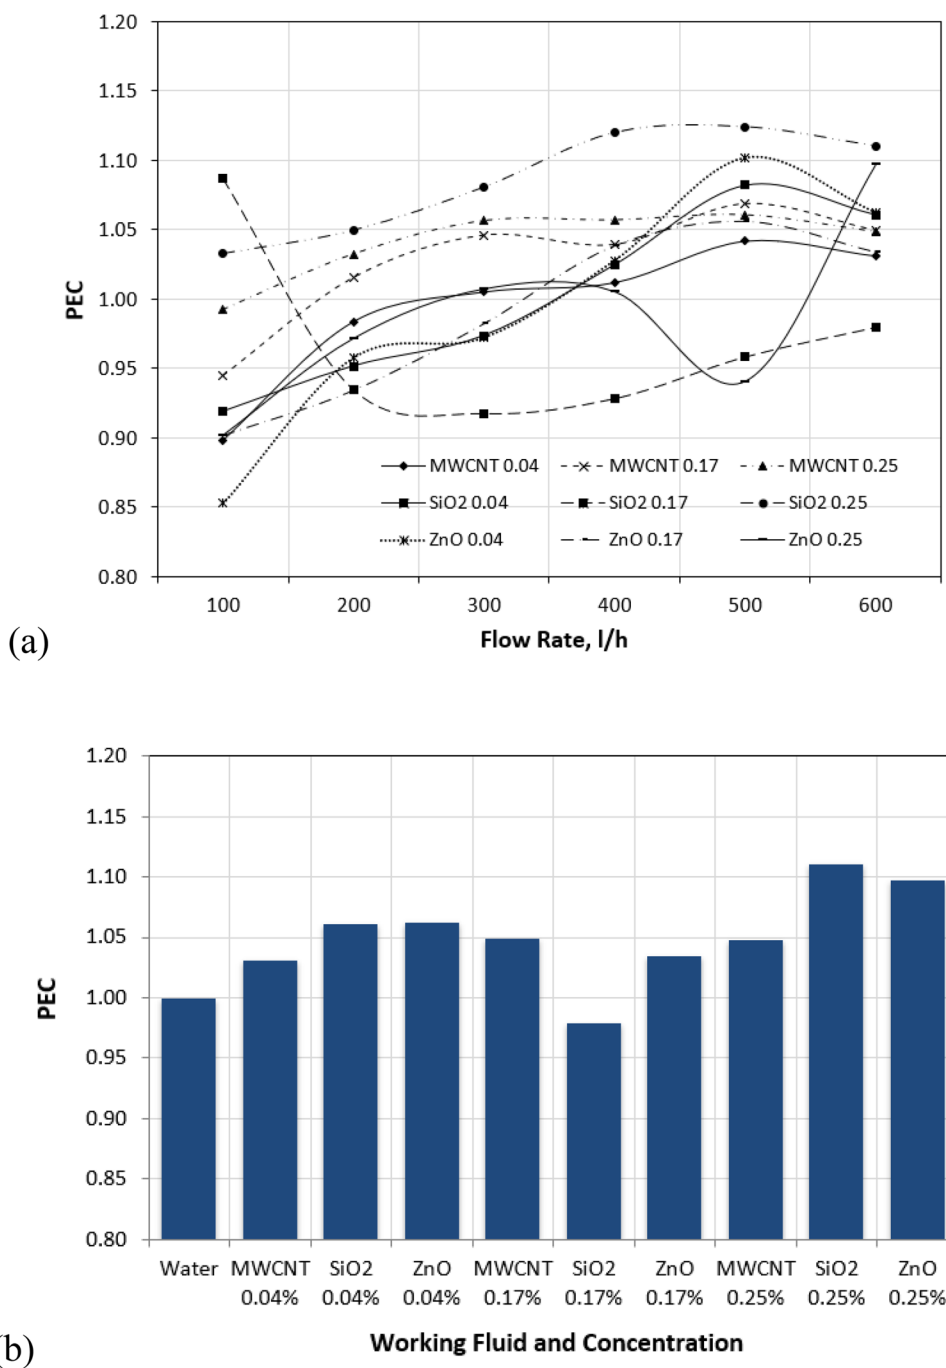 1.20
1.15
1.10
1.05
1.00
0.95
0.90
0.85
0.80
PEC
MWCNT 0.04 MWCNT 0.17 MWCNT 0.25
SiO2 0.04 SiO2 0.17 SiO2 0.25
ZnO 0.04 ZnO 0.17 ZnO 0.25
100 200 300 400 500 600
Flow Rate, l/h
(a)
1.20
1.15
1.10
1.05
1.00
0.95
0.90
0.85
0.80
PEC
Water MWCNT SiO2 ZnO MWCNT SiO2 ZnO MWCNT SiO2 ZnO
0.04% 0.04% 0.04% 0.17% 0.17% 0.17% 0.25% 0.25% 0.25%
Working Fluid and Concentration
(b)